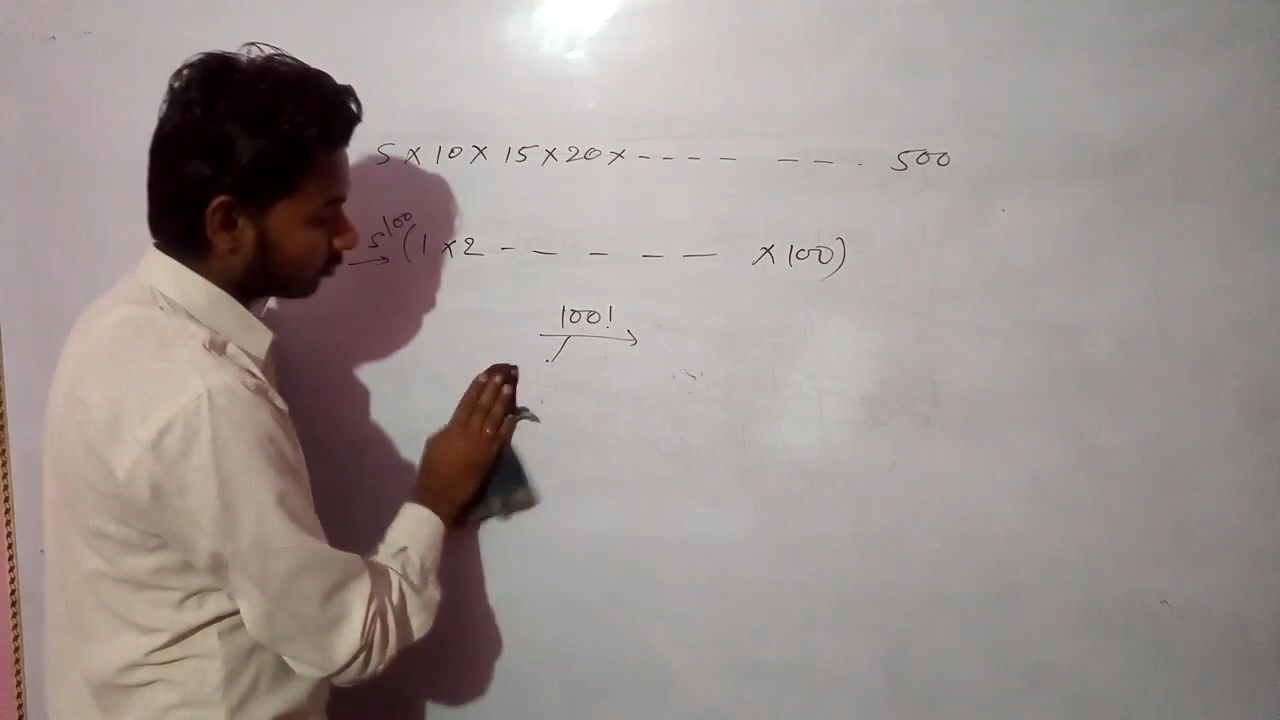 5 × 10 × 15 × 20 × - - - - - - . 500
5^100 (1 × 2 - - - - - × 100)
100!